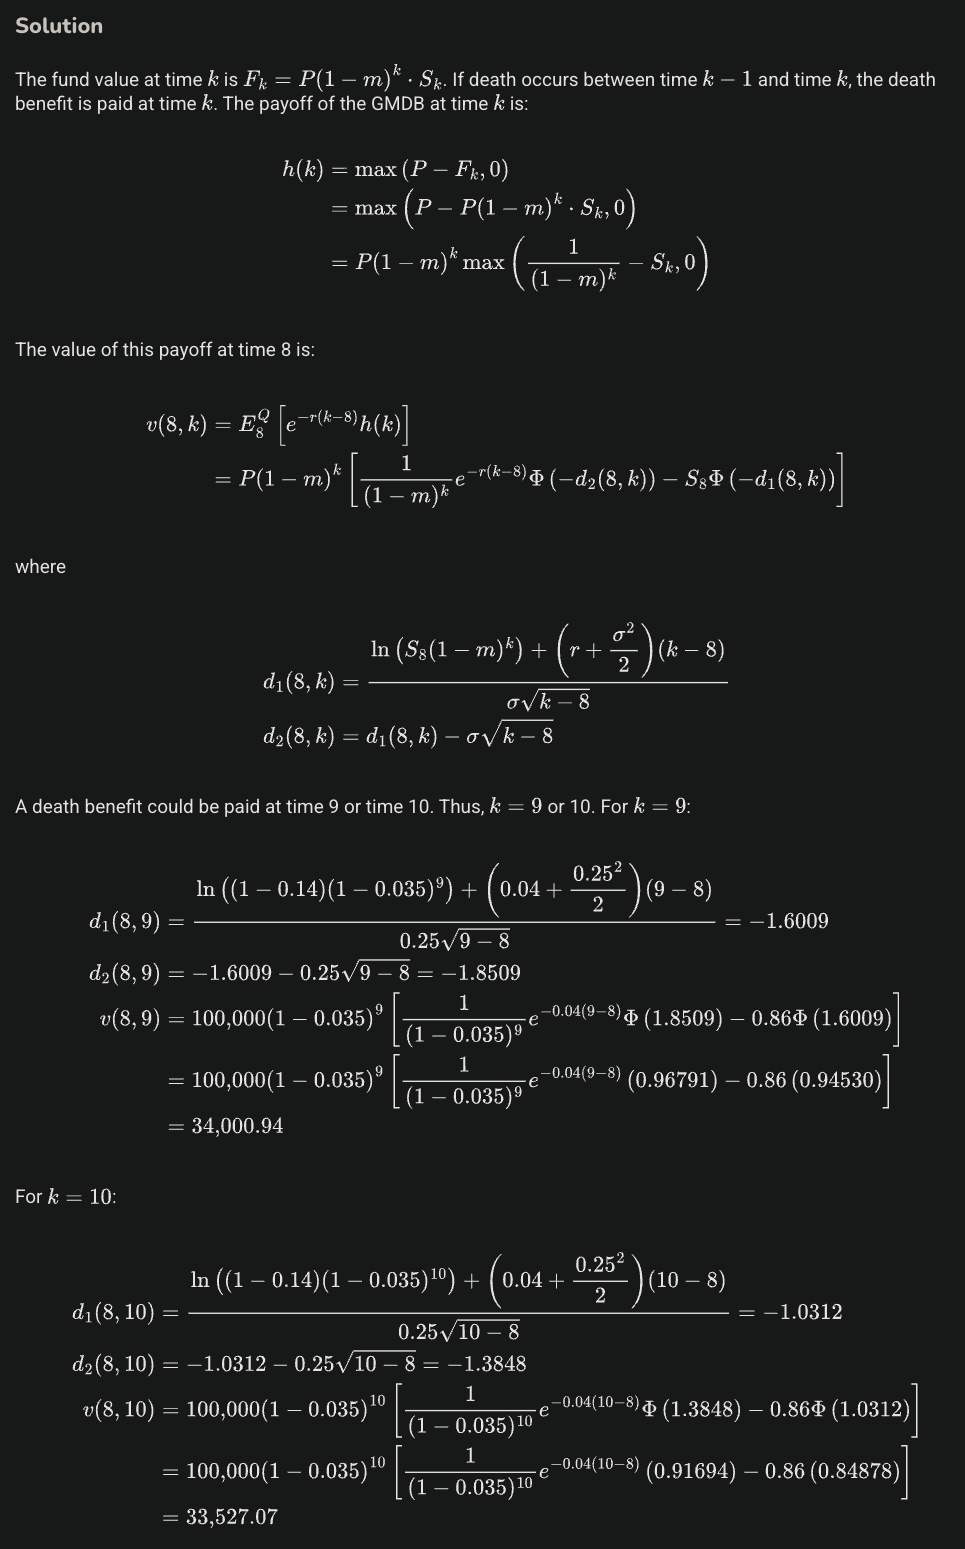 Solution
The fund value at time k is F_k = P(1 − m)^k · S_k. If death occurs between time k − 1 and time k, the death
benefit is paid at time k. The payoff of the GMDB at time k is:
h(k) = max (P − F_k, 0)
= max (P − P(1 − m)^k · S_k, 0)
= P(1 − m)^k max (1/(1 − m)^k − S_k, 0)
The value of this payoff at time 8 is:
v(8, k) = E_8^Q [e^{−r(k−8)} h(k)]
= P(1 − m)^k [1/(1 − m)^k e^{−r(k−8)} Φ (−d_2(8, k)) − S_8Φ (−d_1(8, k))]
where
d_1(8, k) = (ln (S_8(1 − m)^k) + (r + σ^2/2)(k − 8))/(σ√(k − 8))
d_2(8, k) = d_1(8, k) − σ√(k − 8)
A death benefit could be paid at time 9 or time 10. Thus, k = 9 or 10. For k = 9:
d_1(8, 9) = (ln ((1 − 0.14)(1 − 0.035)^9) + (0.04 + 0.25^2/2)(9 − 8))/(0.25√(9 − 8)) = −1.6009
d_2(8, 9) = −1.6009 − 0.25√(9 − 8) = −1.8509
v(8, 9) = 100,000(1 − 0.035)^9 [1/(1 − 0.035)^9 e^{−0.04(9−8)} Φ (1.8509) − 0.86Φ (1.6009)]
= 100,000(1 − 0.035)^9 [1/(1 − 0.035)^9 e^{−0.04(9−8)} (0.96791) − 0.86 (0.94530)]
= 34,000.94
For k = 10:
d_1(8, 10) = (ln ((1 − 0.14)(1 − 0.035)^10) + (0.04 + 0.25^2/2)(10 − 8))/(0.25√(10 − 8)) = −1.0312
d_2(8, 10) = −1.0312 − 0.25√(10 − 8) = −1.3848
v(8, 10) = 100,000(1 − 0.035)^10 [1/(1 − 0.035)^10 e^{−0.04(10−8)} Φ (1.3848) − 0.86Φ (1.0312)]
= 100,000(1 − 0.035)^10 [1/(1 − 0.035)^10 e^{−0.04(10−8)} (0.91694) − 0.86 (0.84878)]
= 33,527.07